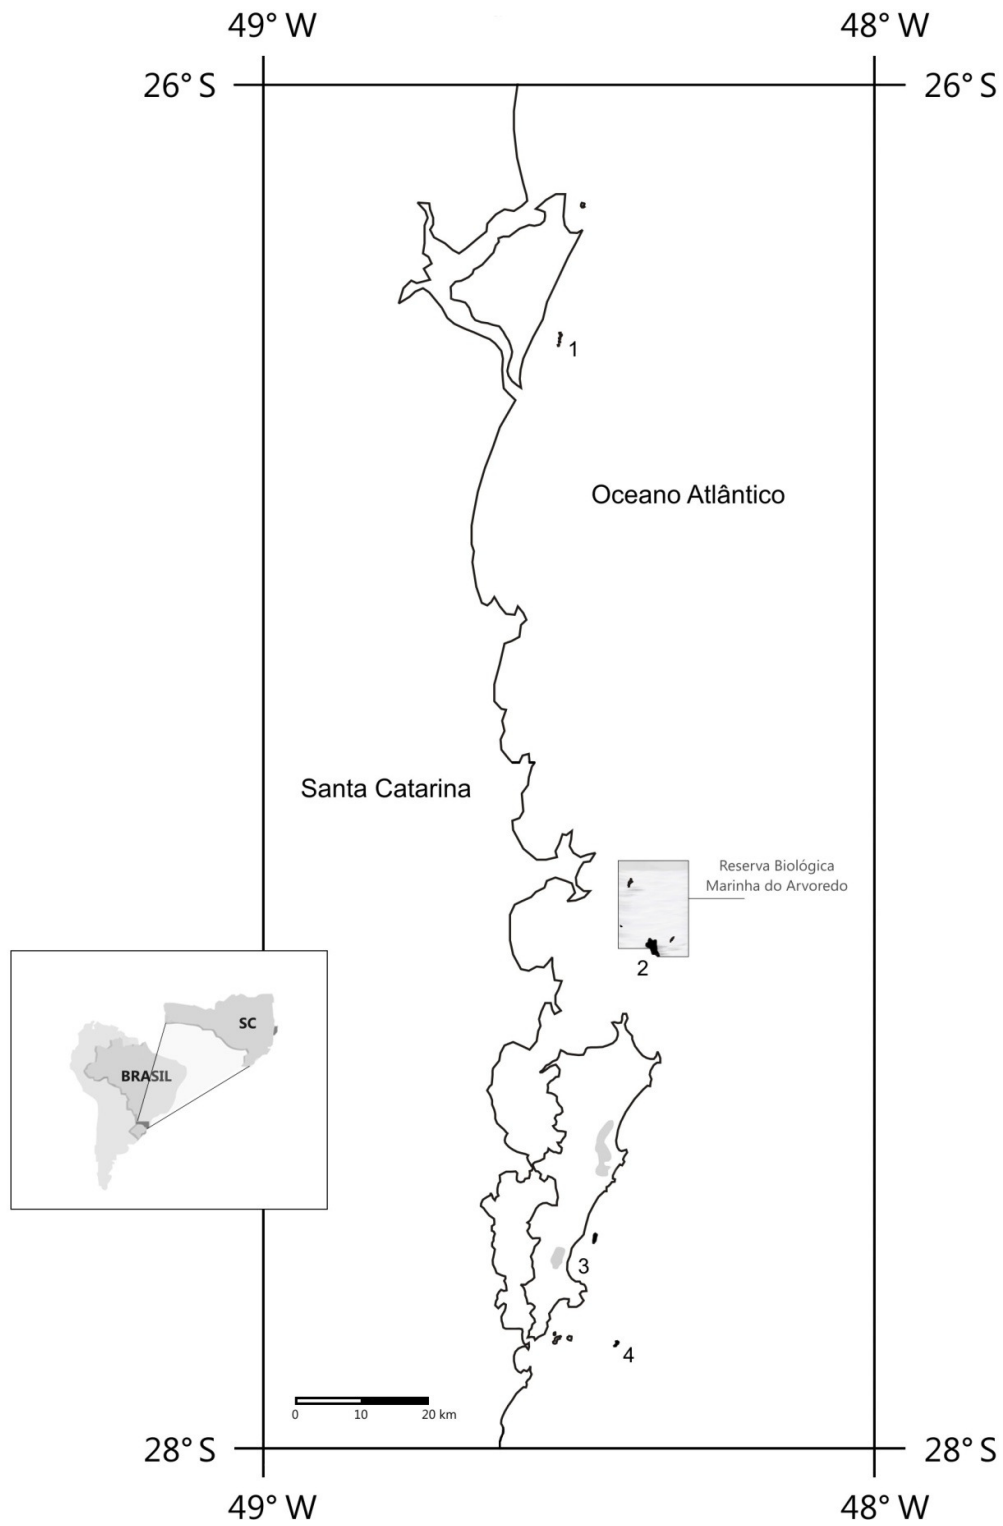 49° W
48° W
26° S
26° S
1
Oceano Atlântico
Santa Catarina
Reserva Biológica
Marinha do Arvoredo
2
SC
BRASIL
3
4
0
10
20 km
28° S
28° S
49° W
48° W